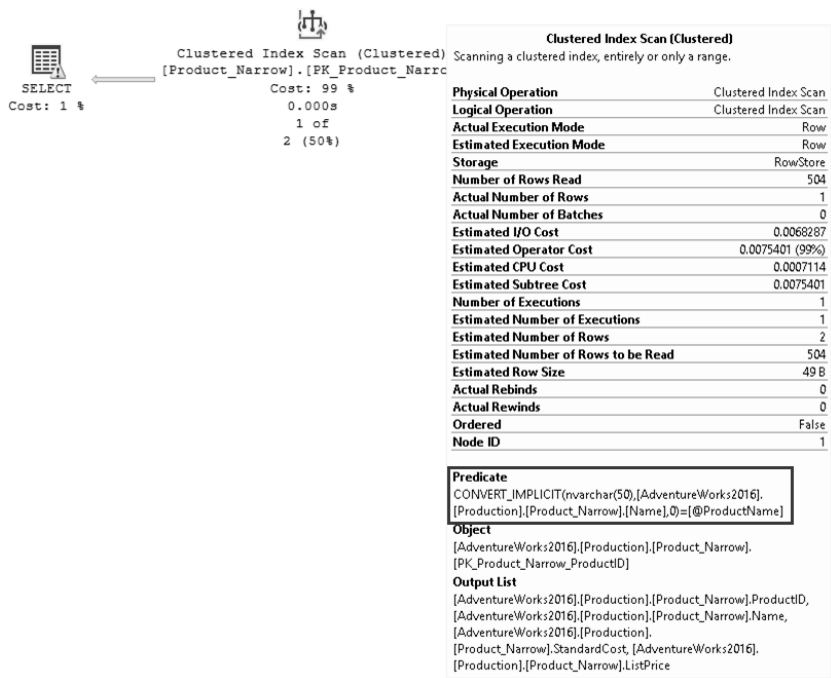 Clustered Index Scan (Clustered)
[Product_Narrow].[PK_Product_Narro
Cost: 99 %
0.000s
1 of
2 (50%)
SELECT
Cost: 1 %
Clustered Index Scan (Clustered)
Scanning a clustered index, entirely or only a range.
Physical Operation Clustered Index Scan
Logical Operation Clustered Index Scan
Actual Execution Mode Row
Estimated Execution Mode Row
Storage RowStore
Number of Rows Read 504
Actual Number of Rows 1
Actual Number of Batches 0
Estimated I/O Cost 0.0068287
Estimated Operator Cost 0.0075401 (99%)
Estimated CPU Cost 0.0007114
Estimated Subtree Cost 0.0075401
Number of Executions 1
Estimated Number of Executions 1
Estimated Number of Rows 2
Estimated Number of Rows to be Read 504
Estimated Row Size 49 B
Actual Rebinds 0
Actual Rewinds 0
Ordered False
Node ID 1
Predicate
CONVERT_IMPLICIT(nvarchar(50),[AdventureWorks2016].
[Production].[Product_Narrow].[Name],0)=[@ProductName]
Object
[AdventureWorks2016].[Production].[Product_Narrow].
[PK_Product_Narrow_ProductID]
Output List
[AdventureWorks2016].[Production].[Product_Narrow].ProductID,
[AdventureWorks2016].[Production].[Product_Narrow].Name,
[AdventureWorks2016].[Production].
[Product_Narrow].StandardCost, [AdventureWorks2016].
[Production].[Product_Narrow].ListPrice